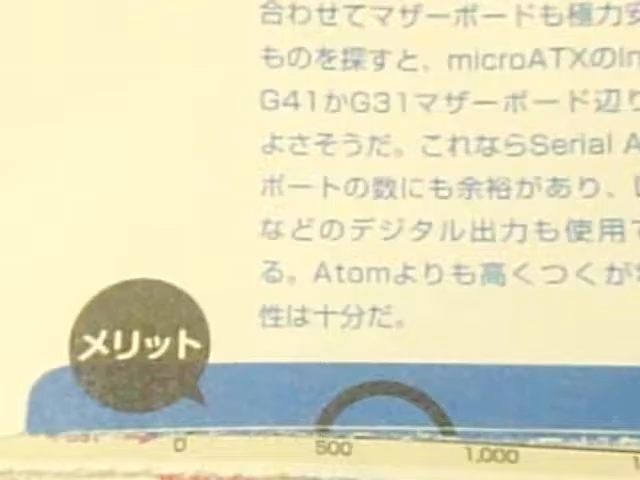 合わせてマザーボードも極力安
ものを探すと、microATXのIn
G41かG31マザーボード辺り
よさそうだ。これならSerial A
ポートの数にも余裕があり、
などのデジタル出力も使用で
る。Atomよりも高くつくが
性は十分だ。
メリット
0 500 1,000